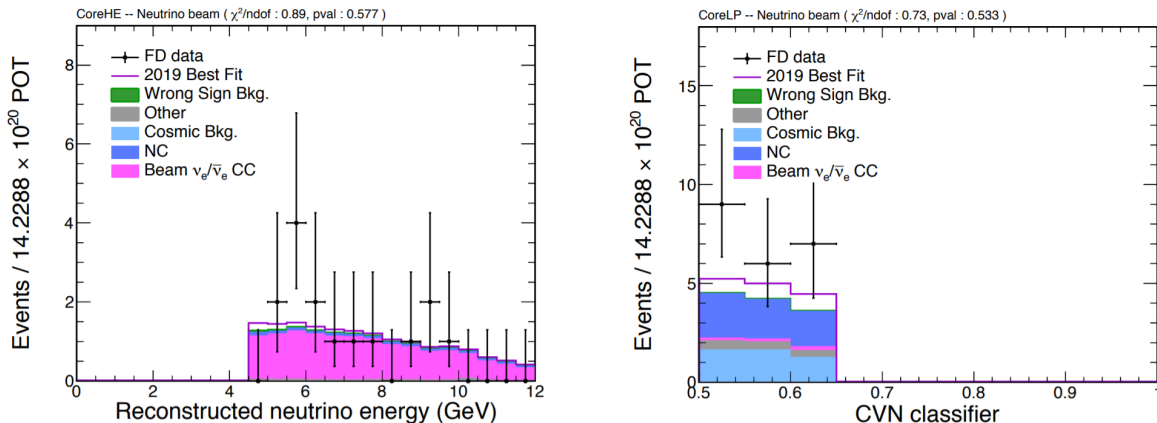 CoreHE -- Neutrino beam ( χ²/ndof : 0.89, pval : 0.577 )
Events / 14.2288 × 10²⁰ POT
8
6
4
2
0
FD data
2019 Best Fit
Wrong Sign Bkg.
Other
Cosmic Bkg.
NC
Beam νₑ/ν̄ₑ CC
0 2 4 6 8 10 12
Reconstructed neutrino energy (GeV)
CoreLP -- Neutrino beam ( χ²/ndof : 0.73, pval : 0.533 )
Events / 14.2288 × 10²⁰ POT
15
10
5
0
FD data
2019 Best Fit
Wrong Sign Bkg.
Other
Cosmic Bkg.
NC
Beam νₑ/ν̄ₑ CC
0.5 0.6 0.7 0.8 0.9 1
CVN classifier